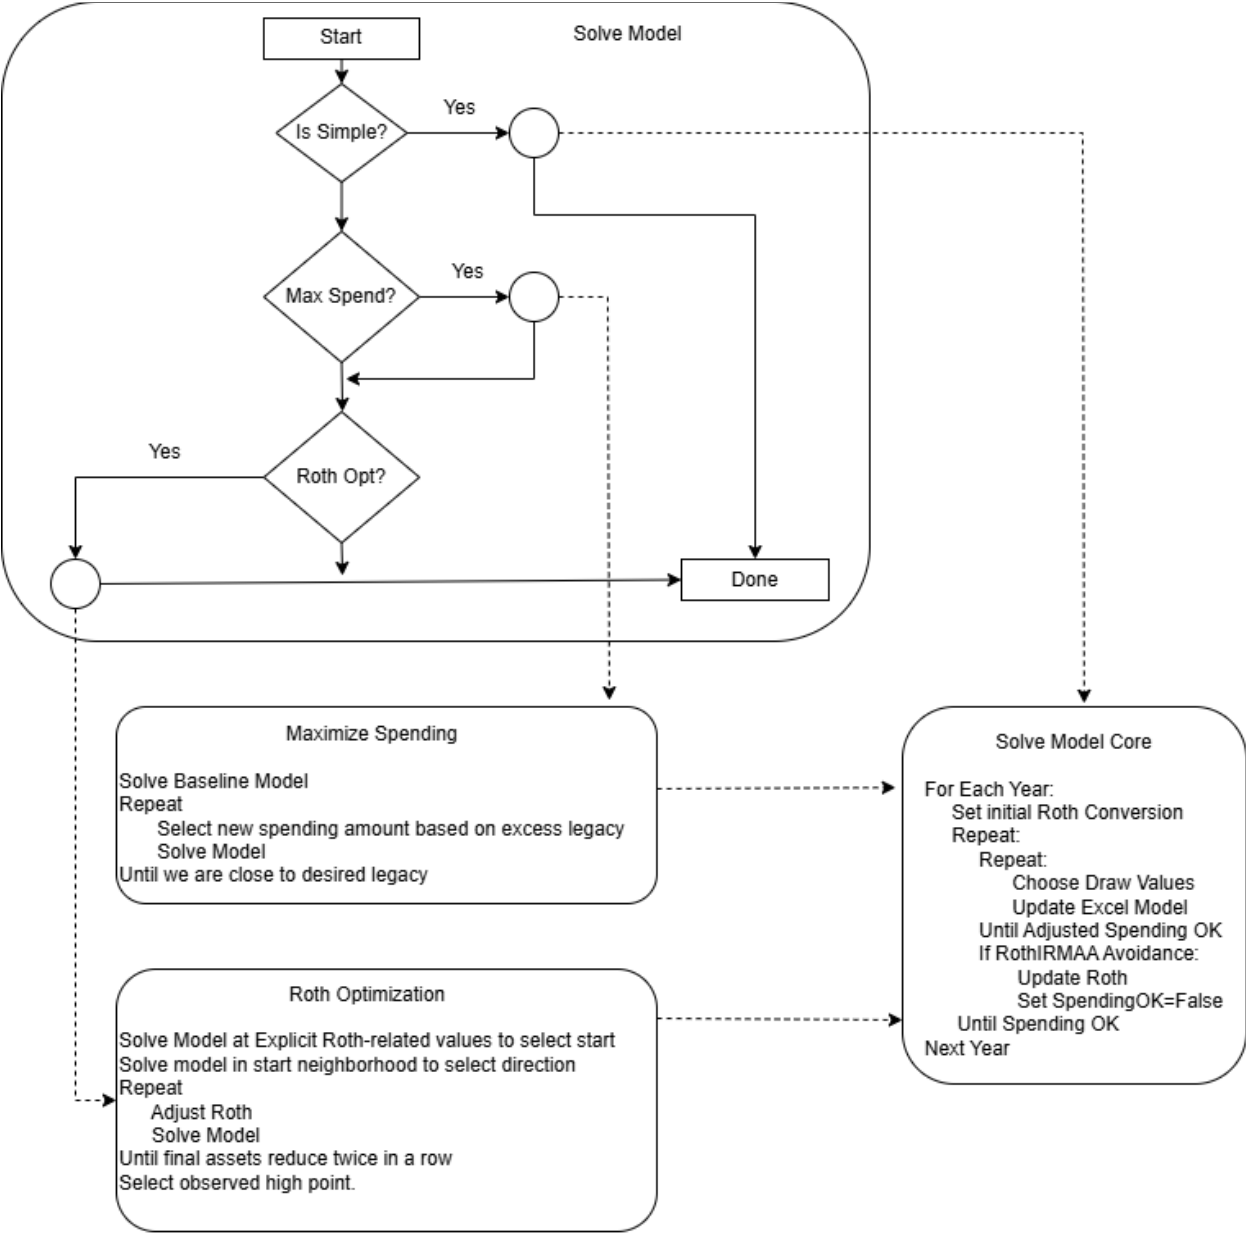 Solve Model
Start
Yes
Is Simple?
Yes
Max Spend?
Yes
Roth Opt?
Done
Maximize Spending
Solve Baseline Model
Repeat
Select new spending amount based on excess legacy
Solve Model
Until we are close to desired legacy
Solve Model Core
For Each Year:
Set initial Roth Conversion
Repeat:
Repeat:
Choose Draw Values
Update Excel Model
Until Adjusted Spending OK
If RothIRMAA Avoidance:
Update Roth
Set SpendingOK=False
Until Spending OK
Next Year
Roth Optimization
Solve Model at Explicit Roth-related values to select start
Solve model in start neighborhood to select direction
Repeat
Adjust Roth
Solve Model
Until final assets reduce twice in a row
Select observed high point.